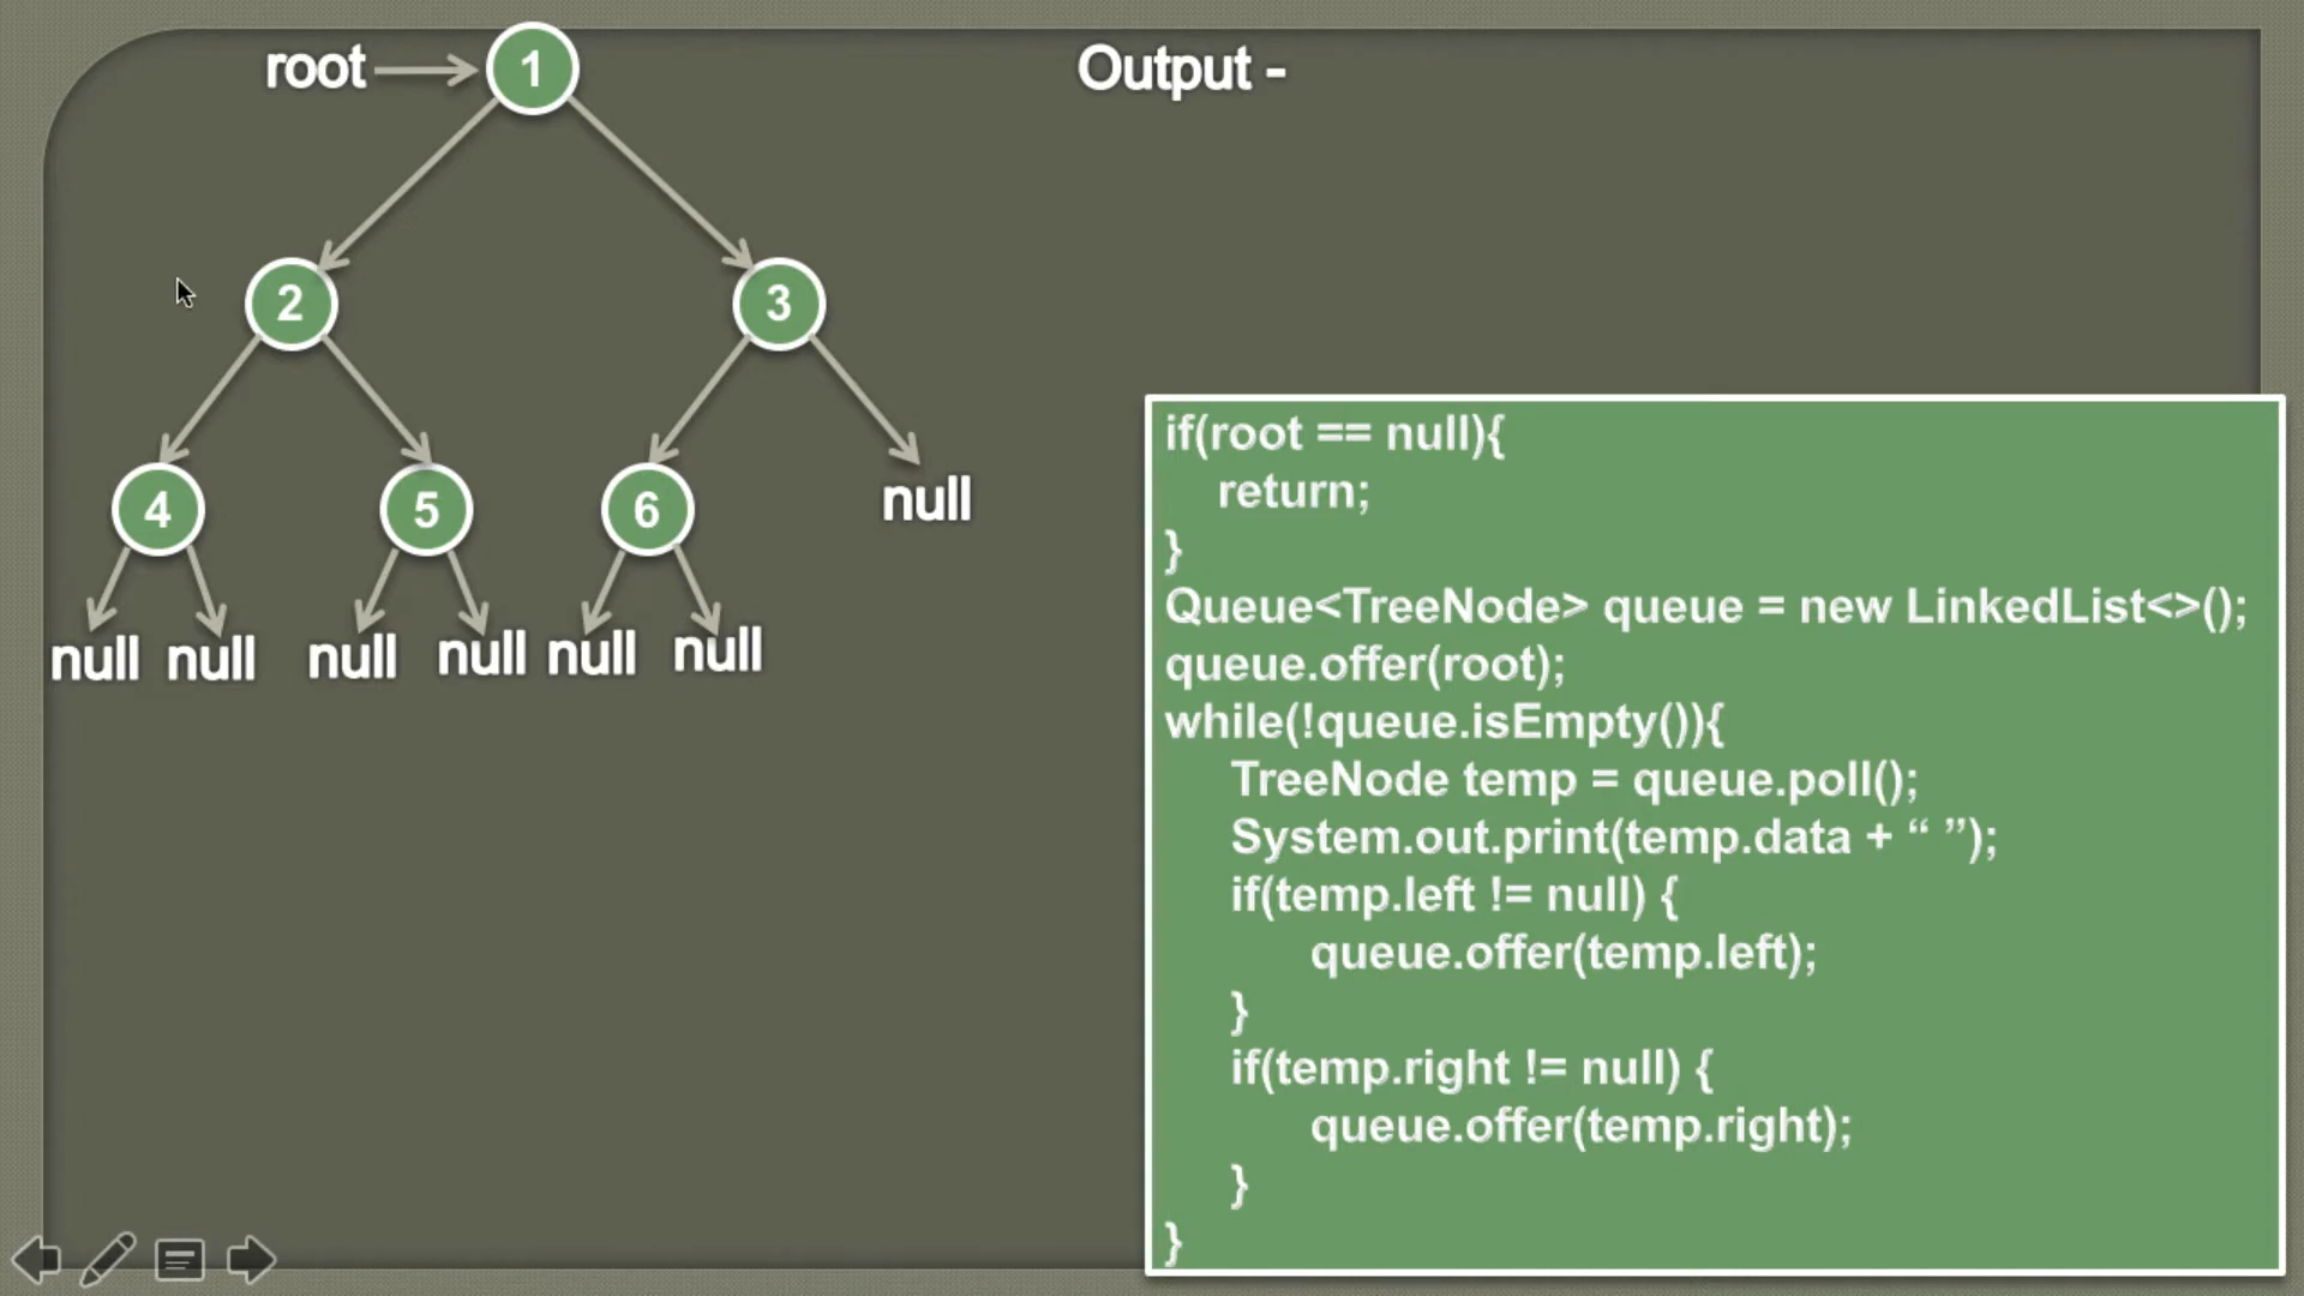 root
1
Output -
2
3
4
5
6
null
null
null
null
null
null
null
if(root == null){
return;
}
Queue<TreeNode> queue = new LinkedList<>();
queue.offer(root);
while(!queue.isEmpty()){
TreeNode temp = queue.poll();
System.out.print(temp.data + “ ”);
if(temp.left != null) {
queue.offer(temp.left);
}
if(temp.right != null) {
queue.offer(temp.right);
}
}